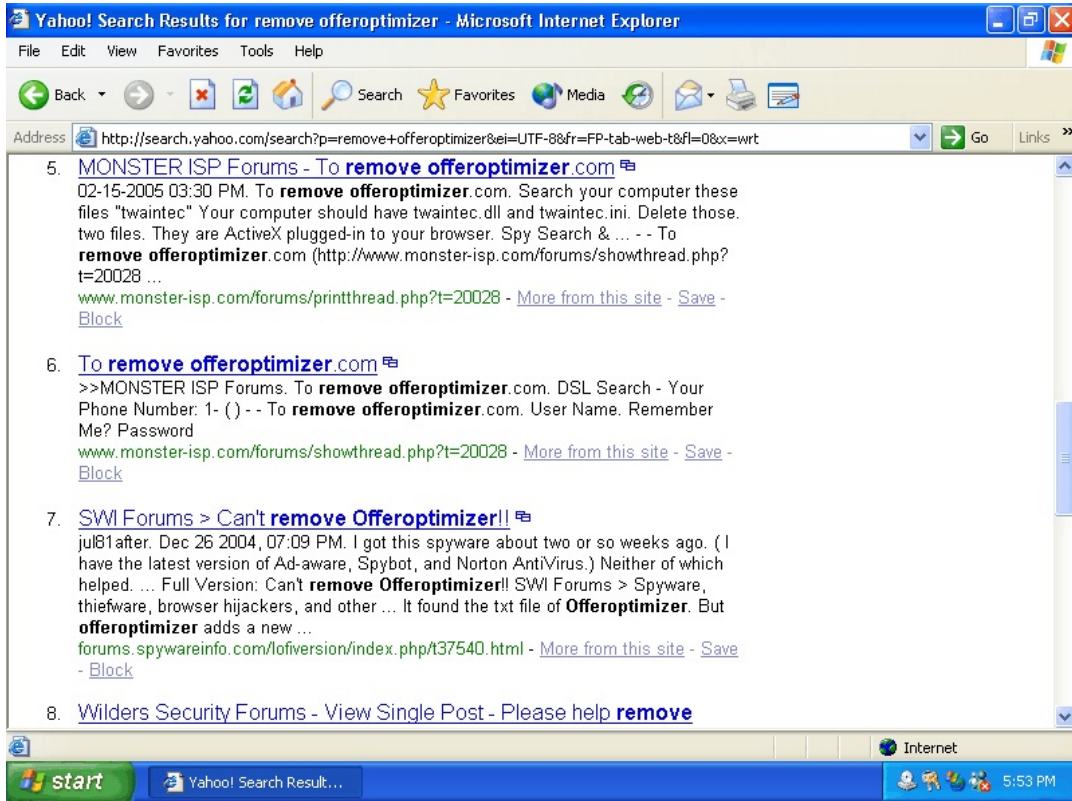 Yahoo! Search Results for remove offeroptimizer - Microsoft Internet Explorer
File Edit View Favorites Tools Help
Back Search Favorites Media
Address http://search.yahoo.com/search?p=remove+offeroptimizer&ei=UTF-8&fr=FP-tab-web-t&fl=0&x=wrt Go Links »
5. MONSTER ISP Forums - To remove offeroptimizer.com
02-15-2005 03:30 PM. To remove offeroptimizer.com. Search your computer these
files "twaintec" Your computer should have twaintec.dll and twaintec.ini. Delete those.
two files. They are ActiveX plugged-in to your browser. Spy Search & ... - - To
remove offeroptimizer.com (http://www.monster-isp.com/forums/showthread.php?
t=20028 ...
www.monster-isp.com/forums/printthread.php?t=20028 - More from this site - Save -
Block
6. To remove offeroptimizer.com
>>MONSTER ISP Forums. To remove offeroptimizer.com. DSL Search - Your
Phone Number: 1- ( ) - - To remove offeroptimizer.com. User Name. Remember
Me? Password
www.monster-isp.com/forums/showthread.php?t=20028 - More from this site - Save -
Block
7. SWI Forums > Can't remove Offeroptimizer!!
jul81after. Dec 26 2004, 07:09 PM. I got this spyware about two or so weeks ago. ( I
have the latest version of Ad-aware, Spybot, and Norton AntiVirus.) Neither of which
helped. ... Full Version: Can't remove Offeroptimizer!! SWI Forums > Spyware,
thiefware, browser hijackers, and other ... It found the txt file of Offeroptimizer. But
offeroptimizer adds a new ...
forums.spywareinfo.com/lofiversion/index.php/t37540.html - More from this site - Save
- Block
8. Wilders Security Forums - View Single Post - Please help remove
Internet
start Yahoo! Search Result... 5:53 PM